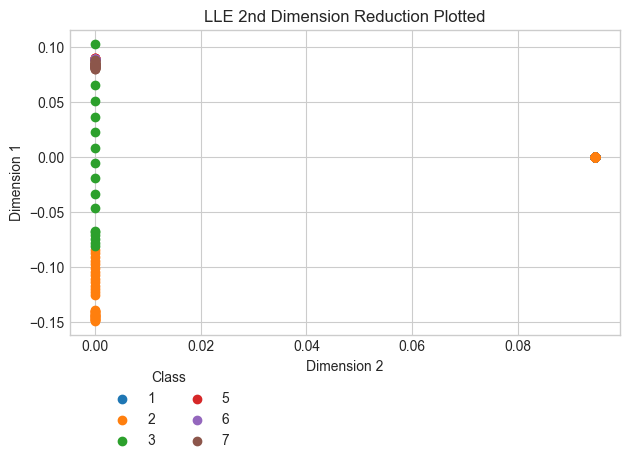 LLE 2nd Dimension Reduction Plotted
0.10
0.05
0.00
−0.05
−0.10
−0.15
Dimension 1
0.00 0.02 0.04 0.06 0.08
Dimension 2
Class
1 5
2 6
3 7